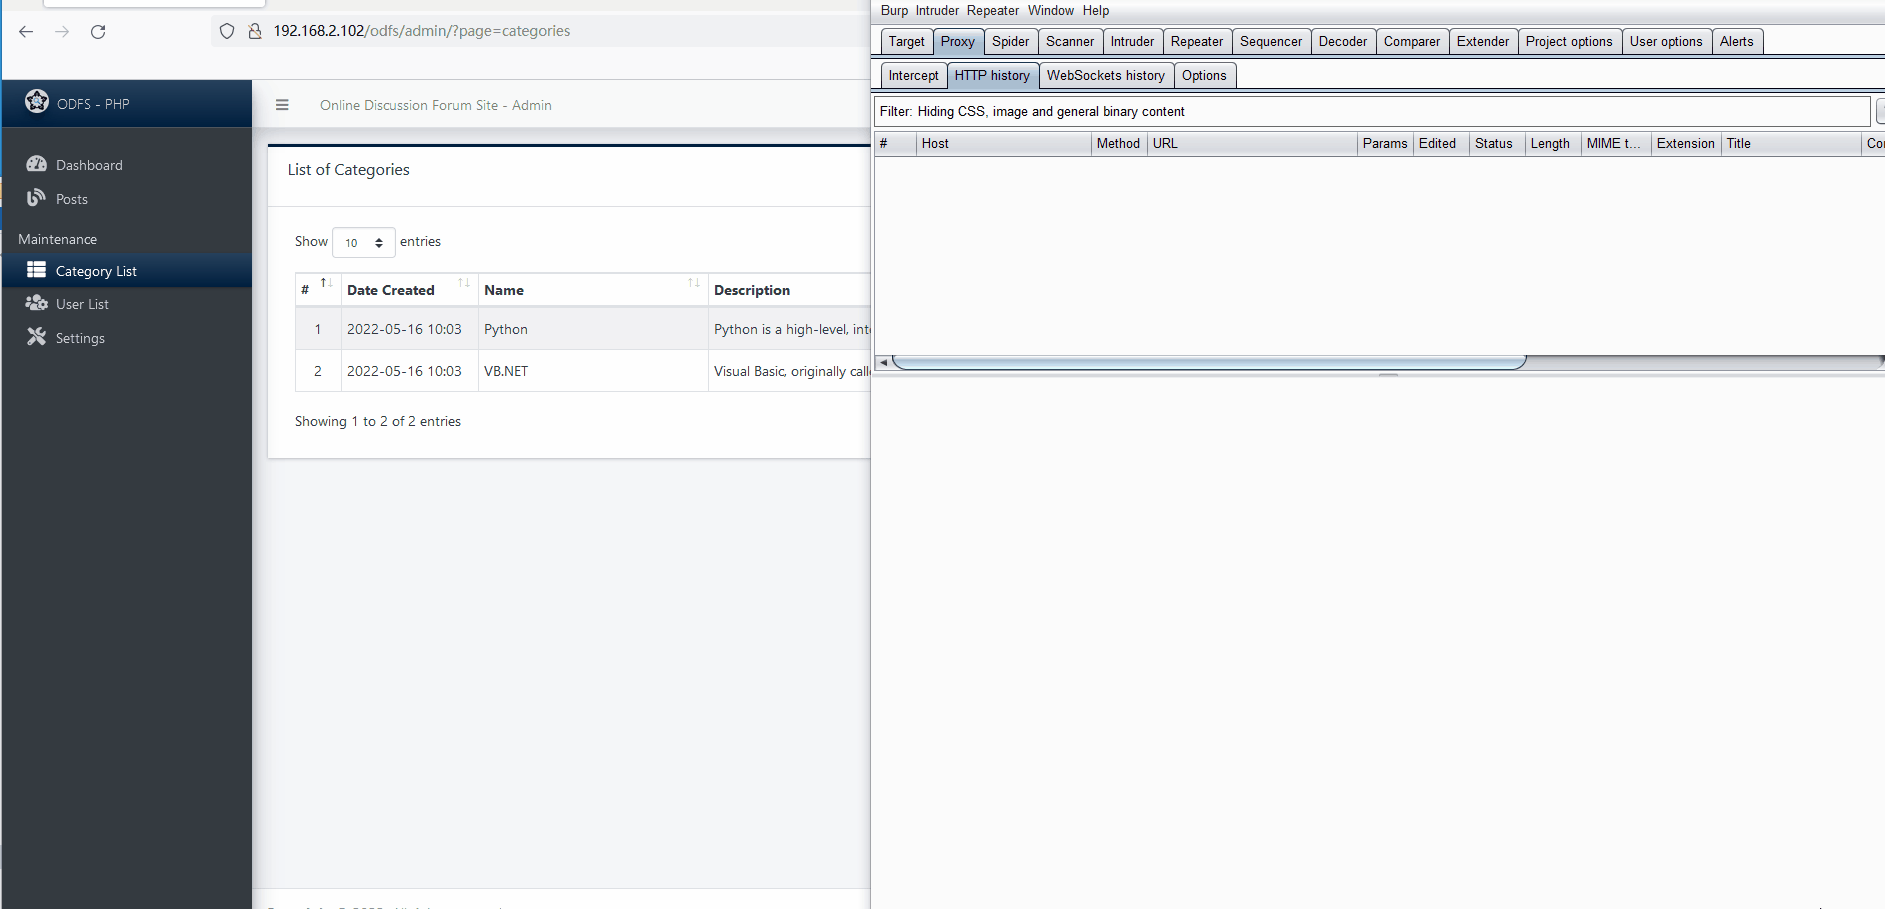 192.168.2.102/odfs/admin/?page=categories
ODFS - PHP
Online Discussion Forum Site - Admin
Dashboard
Posts
Maintenance
Category List
User List
Settings
List of Categories
Show 10 entries
# Date Created Name Description
1 2022-05-16 10:03 Python Python is a high-level, int
2 2022-05-16 10:03 VB.NET Visual Basic, originally call
Showing 1 to 2 of 2 entries
Burp Intruder Repeater Window Help
Target Proxy Spider Scanner Intruder Repeater Sequencer Decoder Comparer Extender Project options User options Alerts
Intercept HTTP history WebSockets history Options
Filter: Hiding CSS, image and general binary content
# Host Method URL Params Edited Status Length MIME t... Extension Title Co